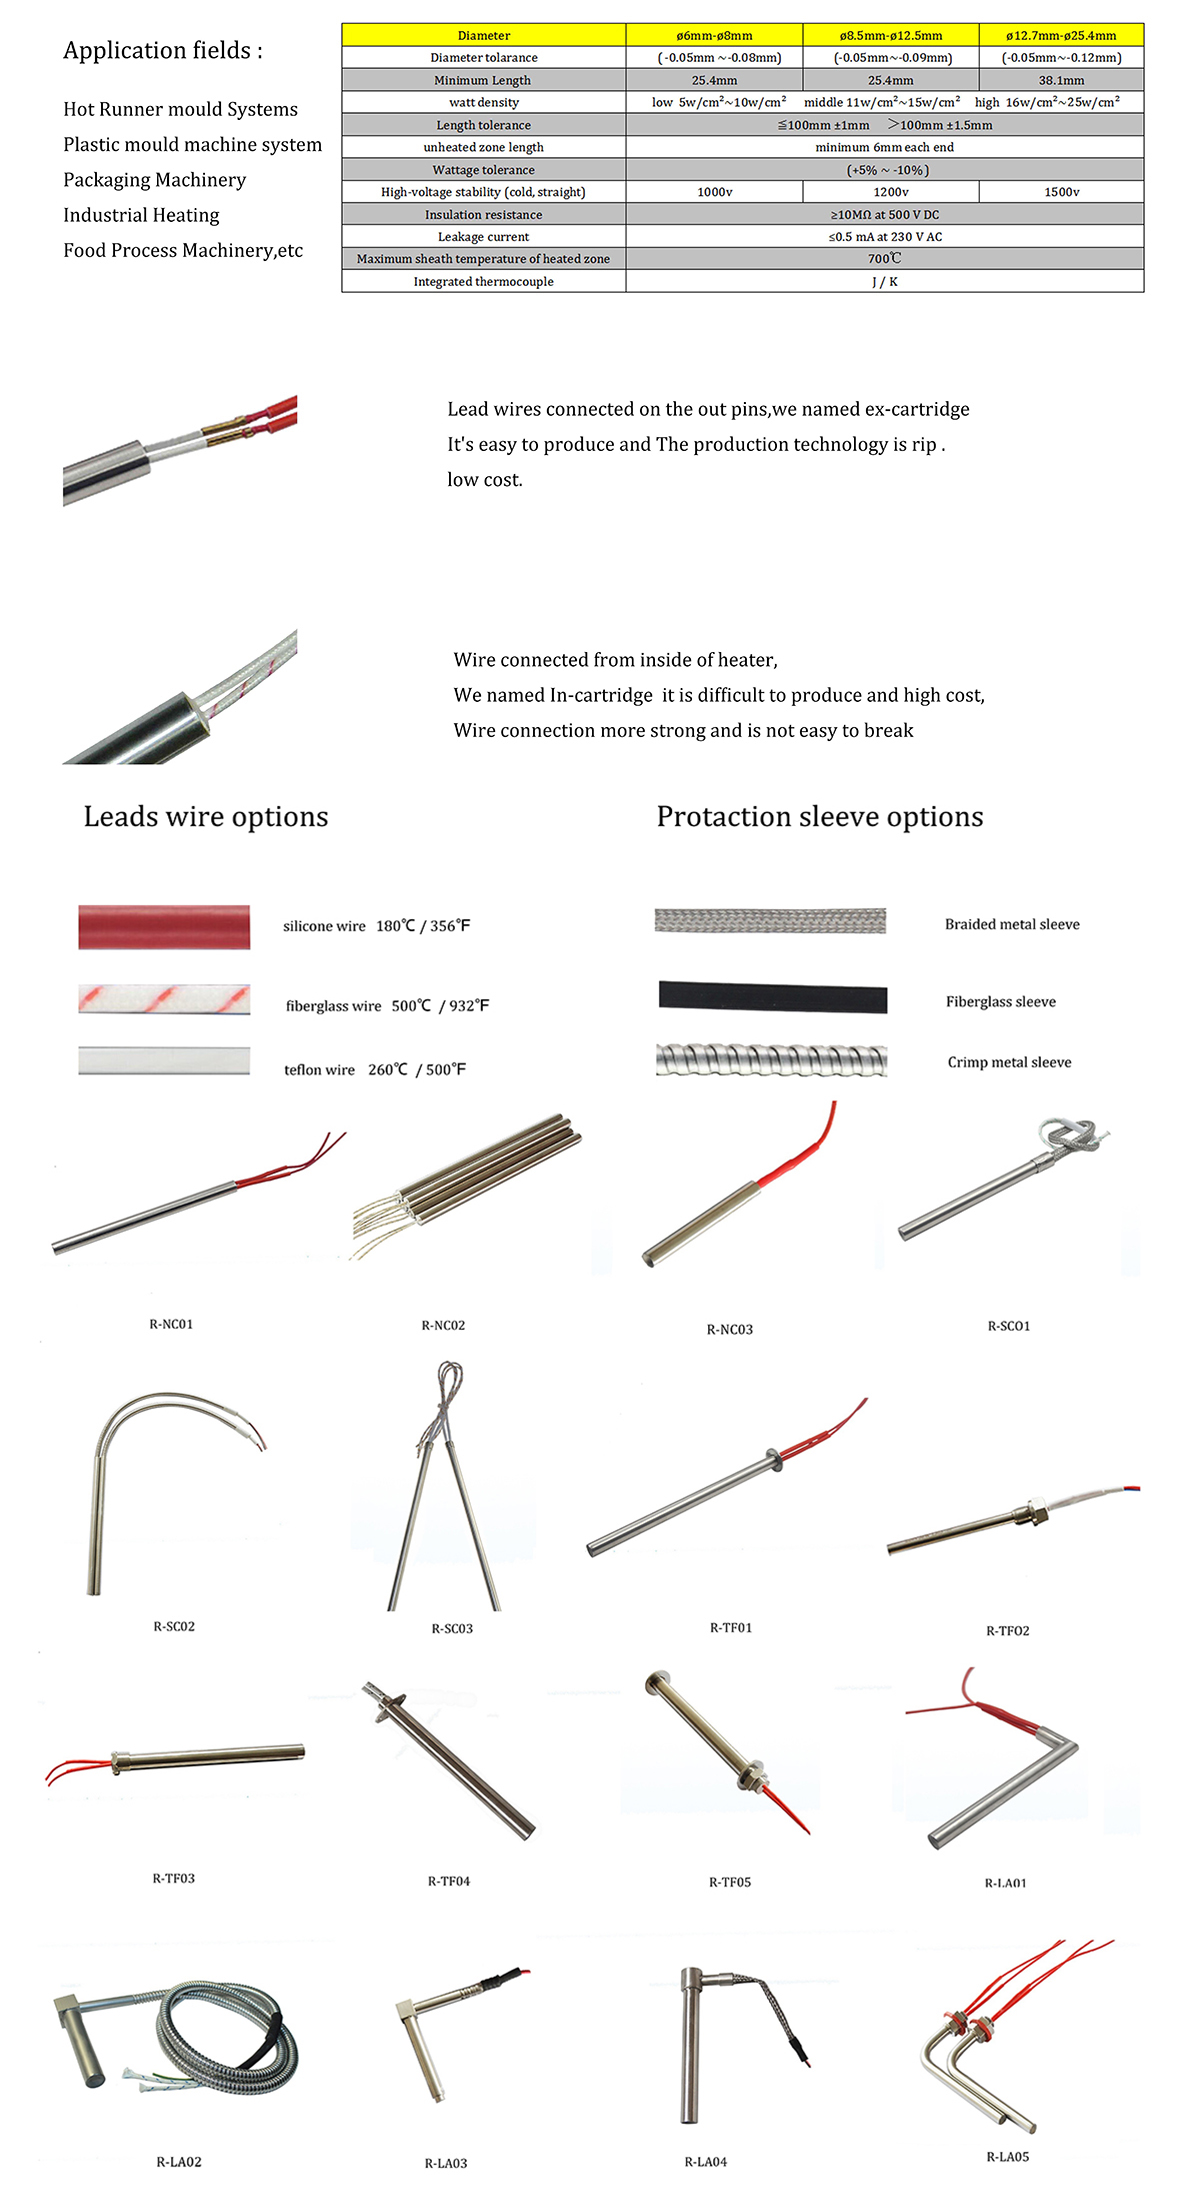 Application fields :
Hot Runner mould Systems
Plastic mould machine system
Packaging Machinery
Industrial Heating
Food Process Machinery,etc
Diameter ø6mm-ø8mm ø8.5mm-ø12.5mm ø12.7mm-ø25.4mm
Diameter tolarance (-0.05mm ~-0.08mm) (-0.05mm~-0.09mm) (-0.05mm~-0.12mm)
Minimum Length 25.4mm 25.4mm 38.1mm
watt density low 5w/cm²~10w/cm² middle 11w/cm²~15w/cm² high 16w/cm²~25w/cm²
Length tolerance ≦100mm ±1mm ＞100mm ±1.5mm
unheated zone length minimum 6mm each end
Wattage tolerance (+5% ~ -10%)
High-voltage stability (cold, straight) 1000v 1200v 1500v
Insulation resistance ≥10MΩ at 500 V DC
Leakage current ≤0.5 mA at 230 V AC
Maximum sheath temperature of heated zone 700℃
Integrated thermocouple J / K
Lead wires connected on the out pins,we named ex-cartridge
It's easy to produce and The production technology is rip .
low cost.
Wire connected from inside of heater,
We named In-cartridge it is difficult to produce and high cost,
Wire connection more strong and is not easy to break
Leads wire options
Protaction sleeve options
silicone wire 180℃ / 356℉
Braided metal sleeve
fiberglass wire 500℃ / 932℉
Fiberglass sleeve
teflon wire 260℃ / 500℉
Crimp metal sleeve
R-NC01
R-NC02
R-NC03
R-SCO1
R-SC02
R-SC03
R-TF01
R-TFO2
R-TF03
R-TF04
R-TF05
R-LA01
R-LA02
R-LA03
R-LA04
R-LA05